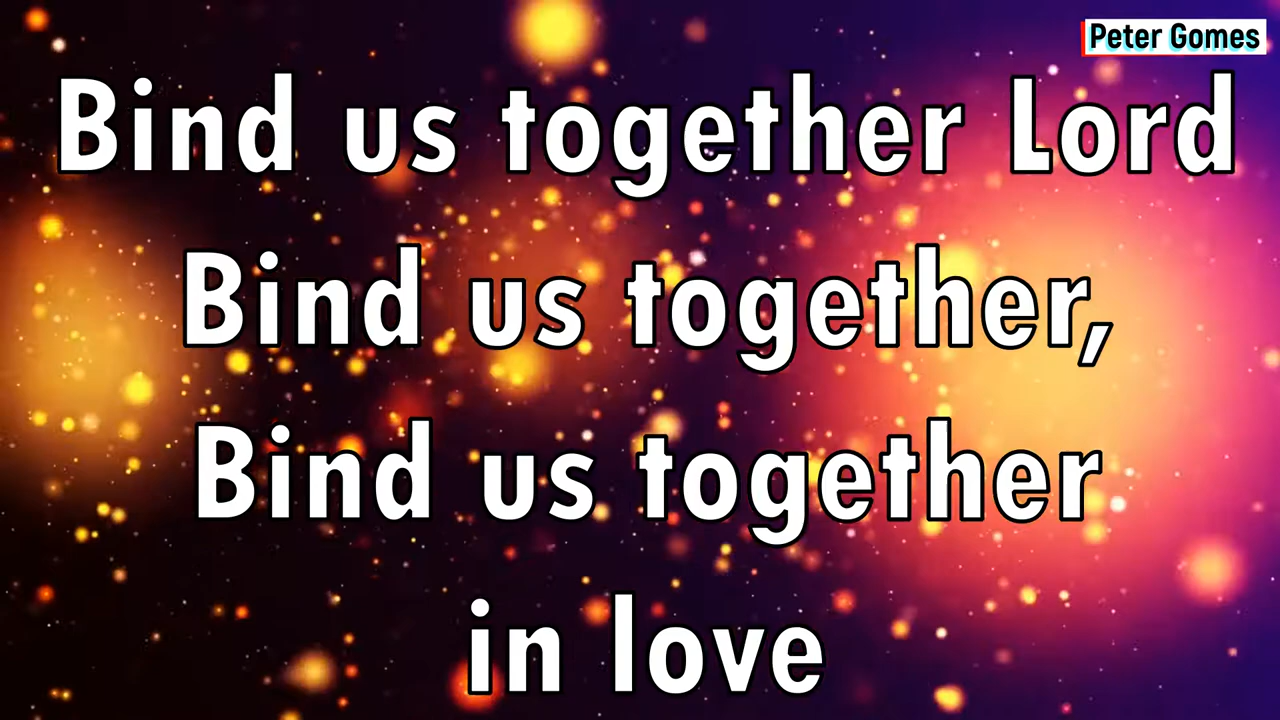 Peter Gomes
Bind us together Lord
Bind us together,
Bind us together
in love